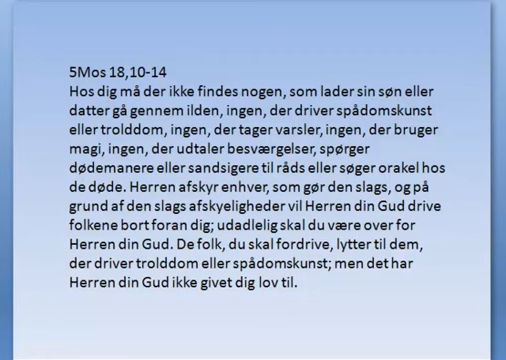 5Mos 18,10-14
Hos dig må der ikke findes nogen, som lader sin søn eller
datter gå gennem ilden, ingen, der driver spådomskunst
eller trolddom, ingen, der tager varsler, ingen, der bruger
magi, ingen, der udtaler besværgelser, spørger
dødemanere eller sandsigere til råds eller søger orakel hos
de døde. Herren afskyr enhver, som gør den slags, og på
grund af den slags afskyeligheder vil Herren din Gud drive
folkene bort foran dig; udadlelig skal du være over for
Herren din Gud. De folk, du skal fordrive, lytter til dem,
der driver trolddom eller spådomskunst; men det har
Herren din Gud ikke givet dig lov til.